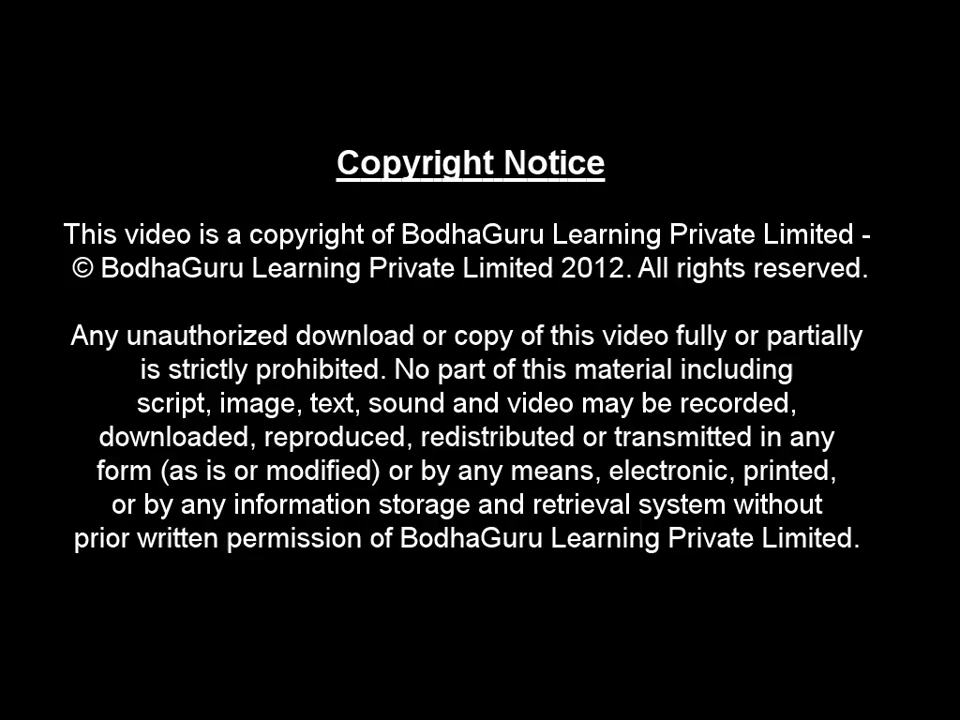 Copyright Notice
This video is a copyright of BodhaGuru Learning Private Limited -
© BodhaGuru Learning Private Limited 2012. All rights reserved.
Any unauthorized download or copy of this video fully or partially
is strictly prohibited. No part of this material including
script, image, text, sound and video may be recorded,
downloaded, reproduced, redistributed or transmitted in any
form (as is or modified) or by any means, electronic, printed,
or by any information storage and retrieval system without
prior written permission of BodhaGuru Learning Private Limited.